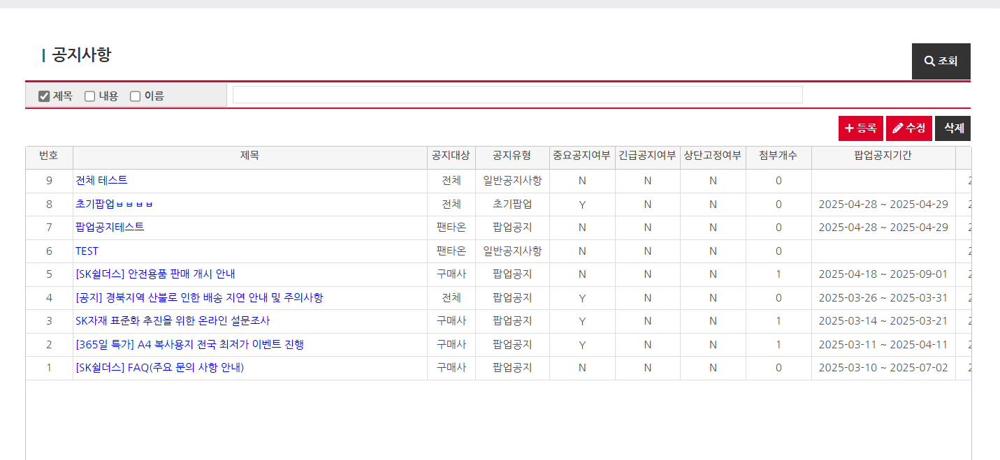 공지사항
조회
제목 내용 이름
등록 수정 삭제
번호 제목 공지대상 공지유형 중요공지여부 긴급공지여부 상단고정여부 첨부개수 팝업공지기간
9 전체 테스트 전체 일반공지사항 N N N 0
8 초기팝업ㅂㅂㅂㅂ 전체 초기팝업 Y N N 0 2025-04-28 ~ 2025-04-29
7 팝업공지테스트 팬타온 팝업공지 N N N 0 2025-04-28 ~ 2025-04-29
6 TEST 팬타온 일반공지사항 N N N 0
5 [SK쉴더스] 안전용품 판매 개시 안내 구매사 팝업공지 N N N 1 2025-04-18 ~ 2025-09-01
4 [공지] 경북지역 산불로 인한 배송 지연 안내 및 주의사항 전체 팝업공지 Y N N 0 2025-03-26 ~ 2025-03-31
3 SK자재 표준화 추진을 위한 온라인 설문조사 구매사 팝업공지 Y N N 1 2025-03-14 ~ 2025-03-21
2 [365일 특가] A4 복사용지 전국 최저가 이벤트 진행 구매사 팝업공지 Y N N 1 2025-03-11 ~ 2025-04-11
1 [SK쉴더스] FAQ(주요 문의 사항 안내) 구매사 팝업공지 N N N 0 2025-03-10 ~ 2025-07-02